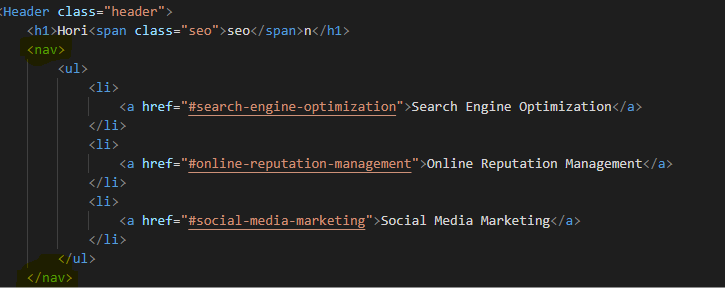 <Header class="header">
<h1>Hori<span class="seo">seo</span>n</h1>
<nav>
<ul>
<li>
<a href="#search-engine-optimization">Search Engine Optimization</a>
</li>
<li>
<a href="#online-reputation-management">Online Reputation Management</a>
</li>
<li>
<a href="#social-media-marketing">Social Media Marketing</a>
</li>
</ul>
</nav>